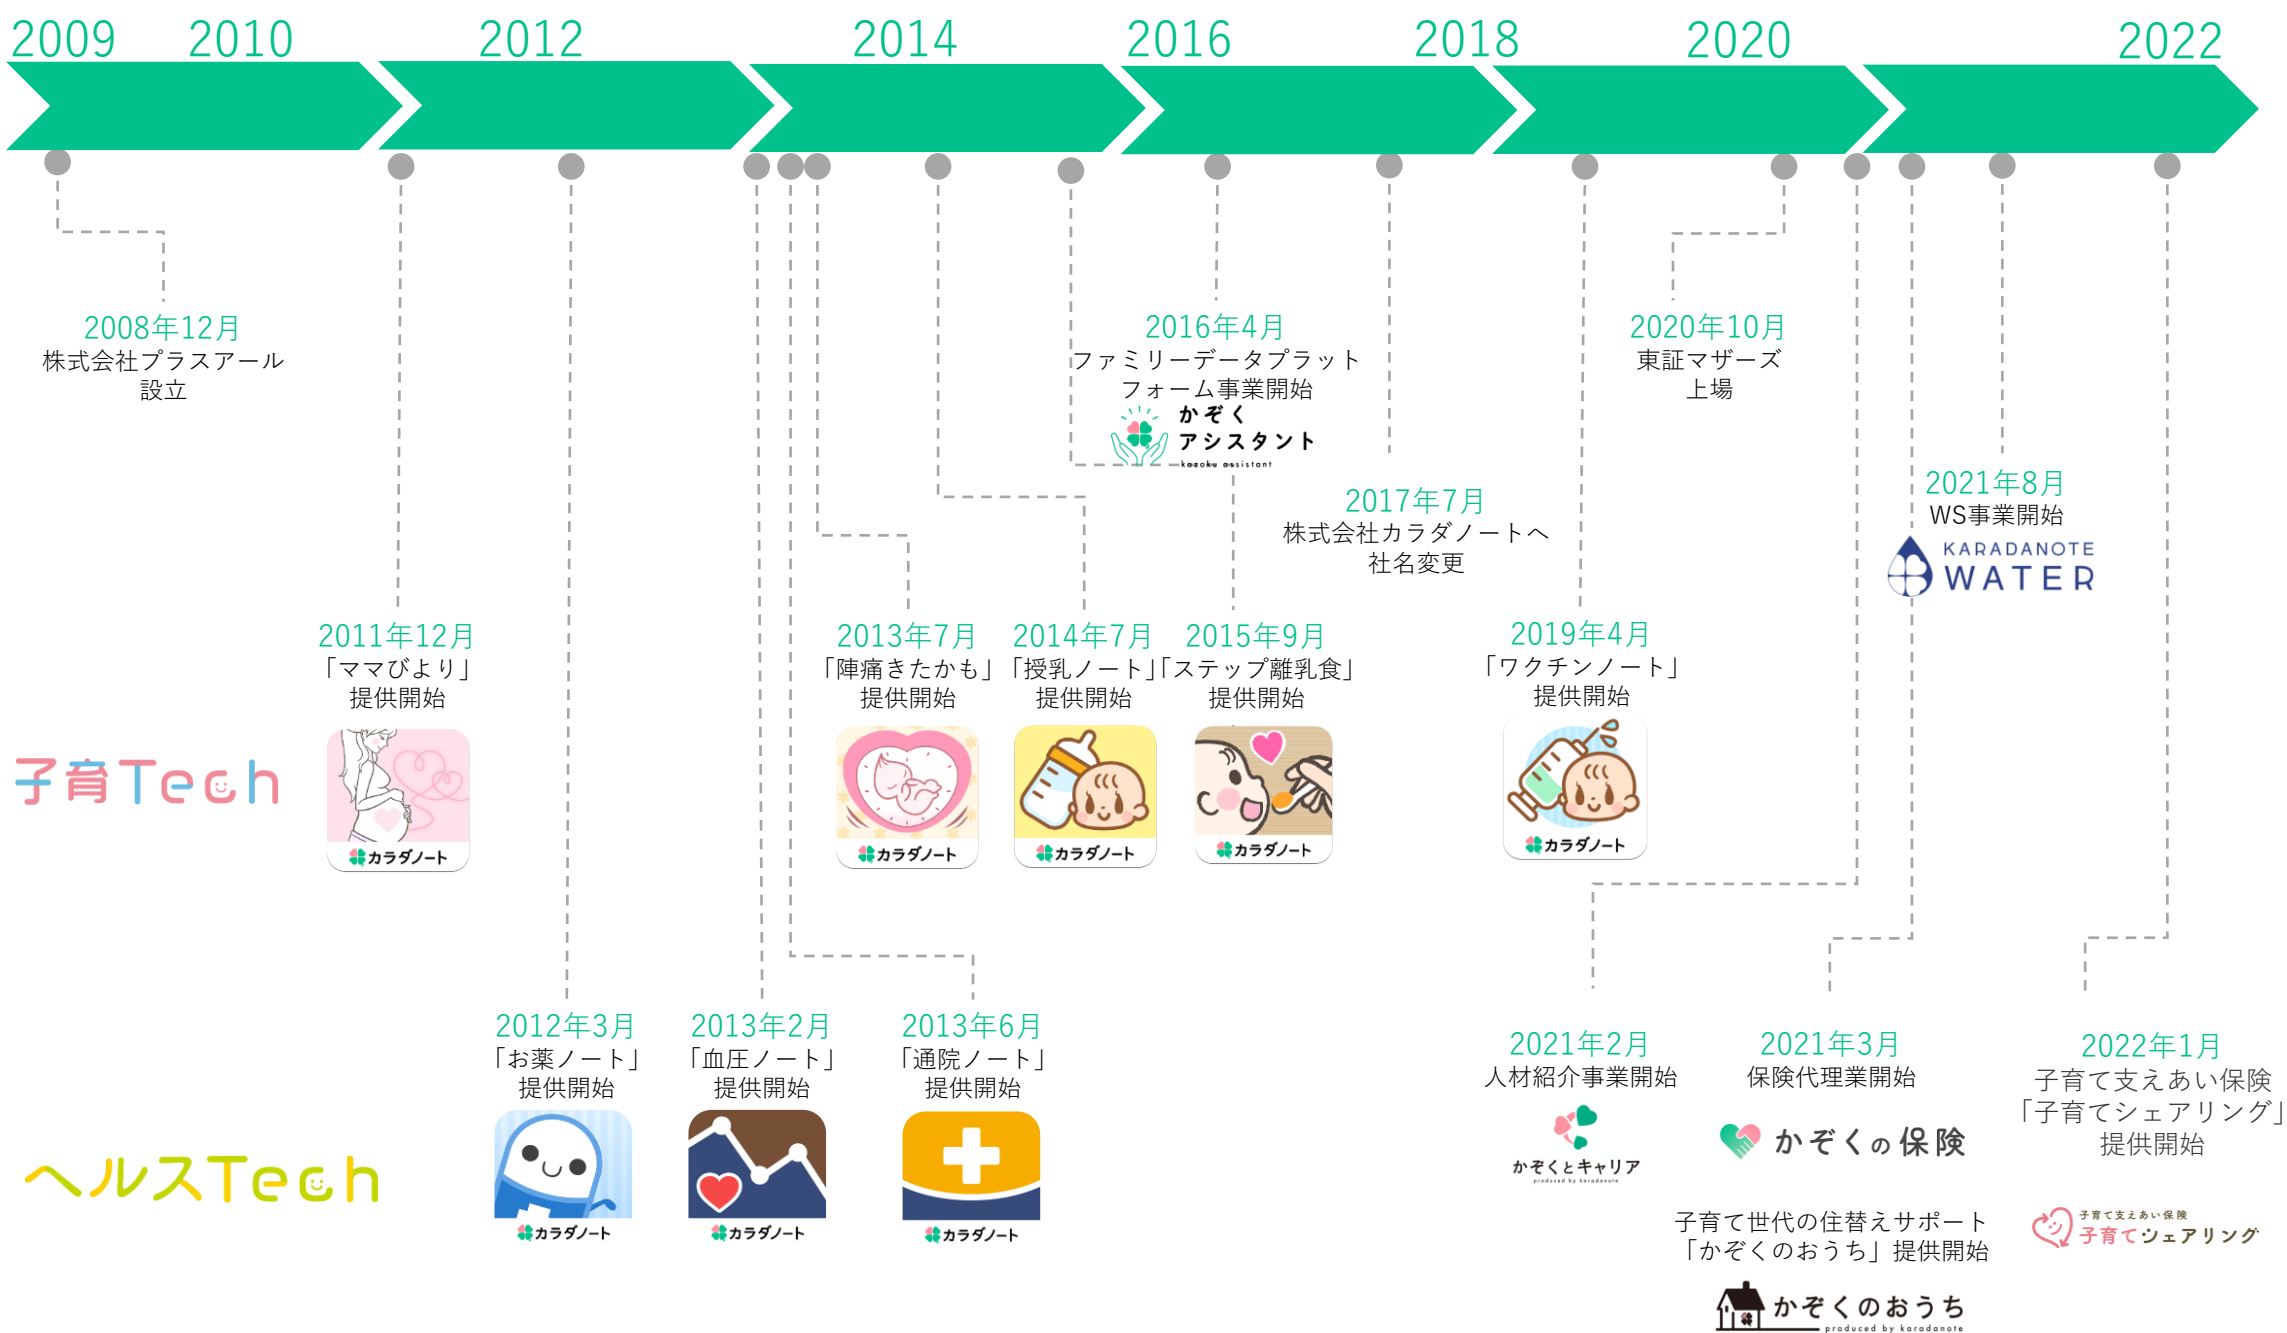 2009
2010
2012
2014
2016
2018
2020
2022
2008年12月
株式会社プラスアール
設立
2016年4月
ファミリーデータプラット
フォーム事業開始
かぞく
アシスタント
kazoku assistant
2020年10月
東証マザーズ
上場
2017年7月
株式会社カラダノートへ
社名変更
2021年8月
WS事業開始
KARADANOTE
WATER
子育Tech
2011年12月
「ママびより」
提供開始
カラダノート
2013年7月
「陣痛きたかも」
提供開始
カラダノート
2014年7月
「授乳ノート」
提供開始
カラダノート
2015年9月
「ステップ離乳食」
提供開始
カラダノート
2019年4月
「ワクチンノート」
提供開始
カラダノート
ヘルスTech
2012年3月
「お薬ノート」
提供開始
カラダノート
2013年2月
「血圧ノート」
提供開始
カラダノート
2013年6月
「通院ノート」
提供開始
カラダノート
2021年2月
人材紹介事業開始
かぞくとキャリア
produced by karadanote
2021年3月
保険代理業開始
かぞくの保険
子育て世代の住替えサポート
「かぞくのおうち」提供開始
かぞくのおうち
produced by karadanote
2022年1月
子育て支えあい保険
「子育てシェアリング」
提供開始
子育て支えあい保険
子育てシェアリング